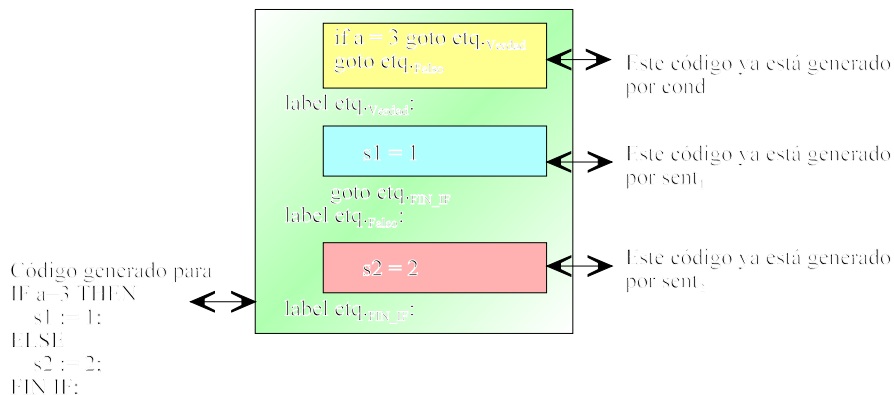 if a = 3 goto etq.Verdad
goto etq.Falso
label etq.Verdad:
s1 = 1
goto etq.FIN_IF
label etq.Falso:
s2 = 2
label etq.FIN_IF:
Este código ya está generado
por cond
Este código ya está generado
por sent1
Este código ya está generado
por sent
Código generado para
IF a=3 THEN
s1 := 1;
ELSE
s2 := 2;
FIN IF;